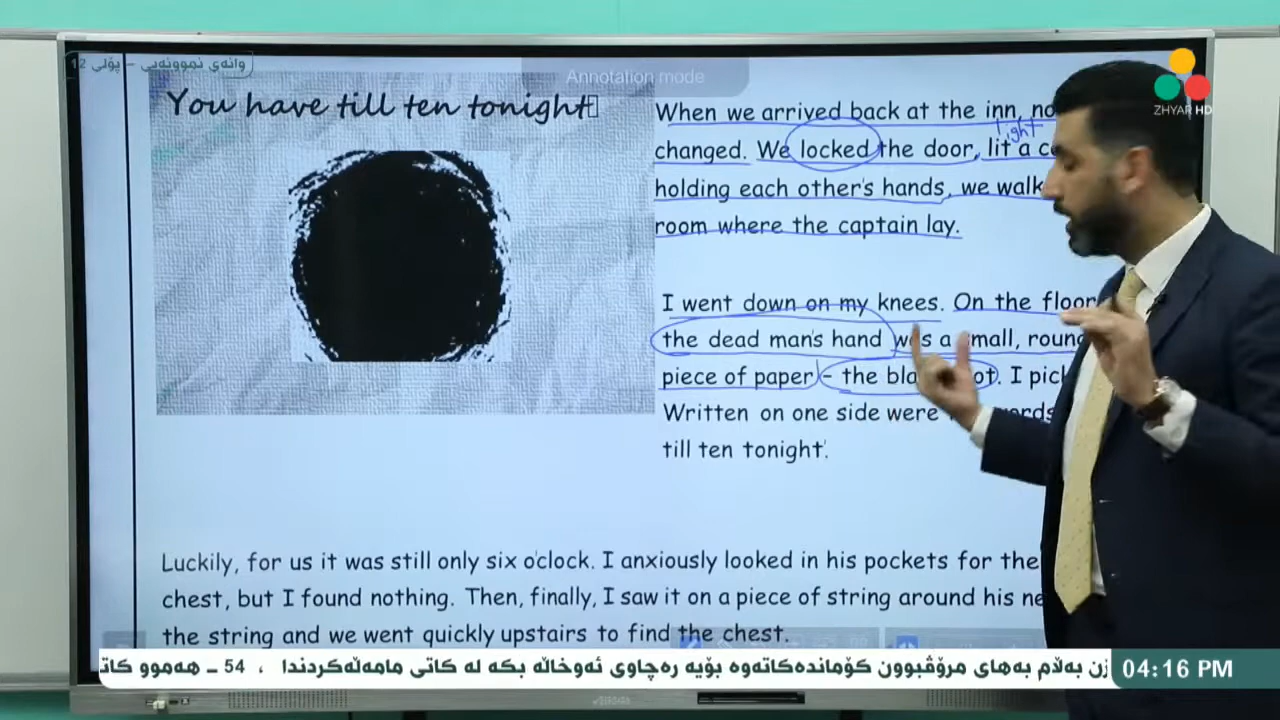 وانەی نموونەیی – پۆلی 12
Annotation mode
ZHYAR HD
You have till ten tonight
When we arrived back at the inn, no
changed. We locked the door, lit a c
ight
holding each other's hands, we walk
room where the captain lay.
I went down on my knees. On the floor
the dead man's hand was a small, round
piece of paper - the bla ot. I pick
Written on one side were
till ten tonight'.
Luckily, for us it was still only six o'clock. I anxiously looked in his pockets for the
chest, but I found nothing. Then, finally, I saw it on a piece of string around his ne
the string and we went quickly upstairs to find the chest.
زن بەڵام بەهای مرۆڤبوون کۆماندەکاتەوە بۆیە رەچاوی ئەوخاڵە بکە لە کاتی مامەڵەکردندا ، 54 ـ هەموو کات
04:16 PM